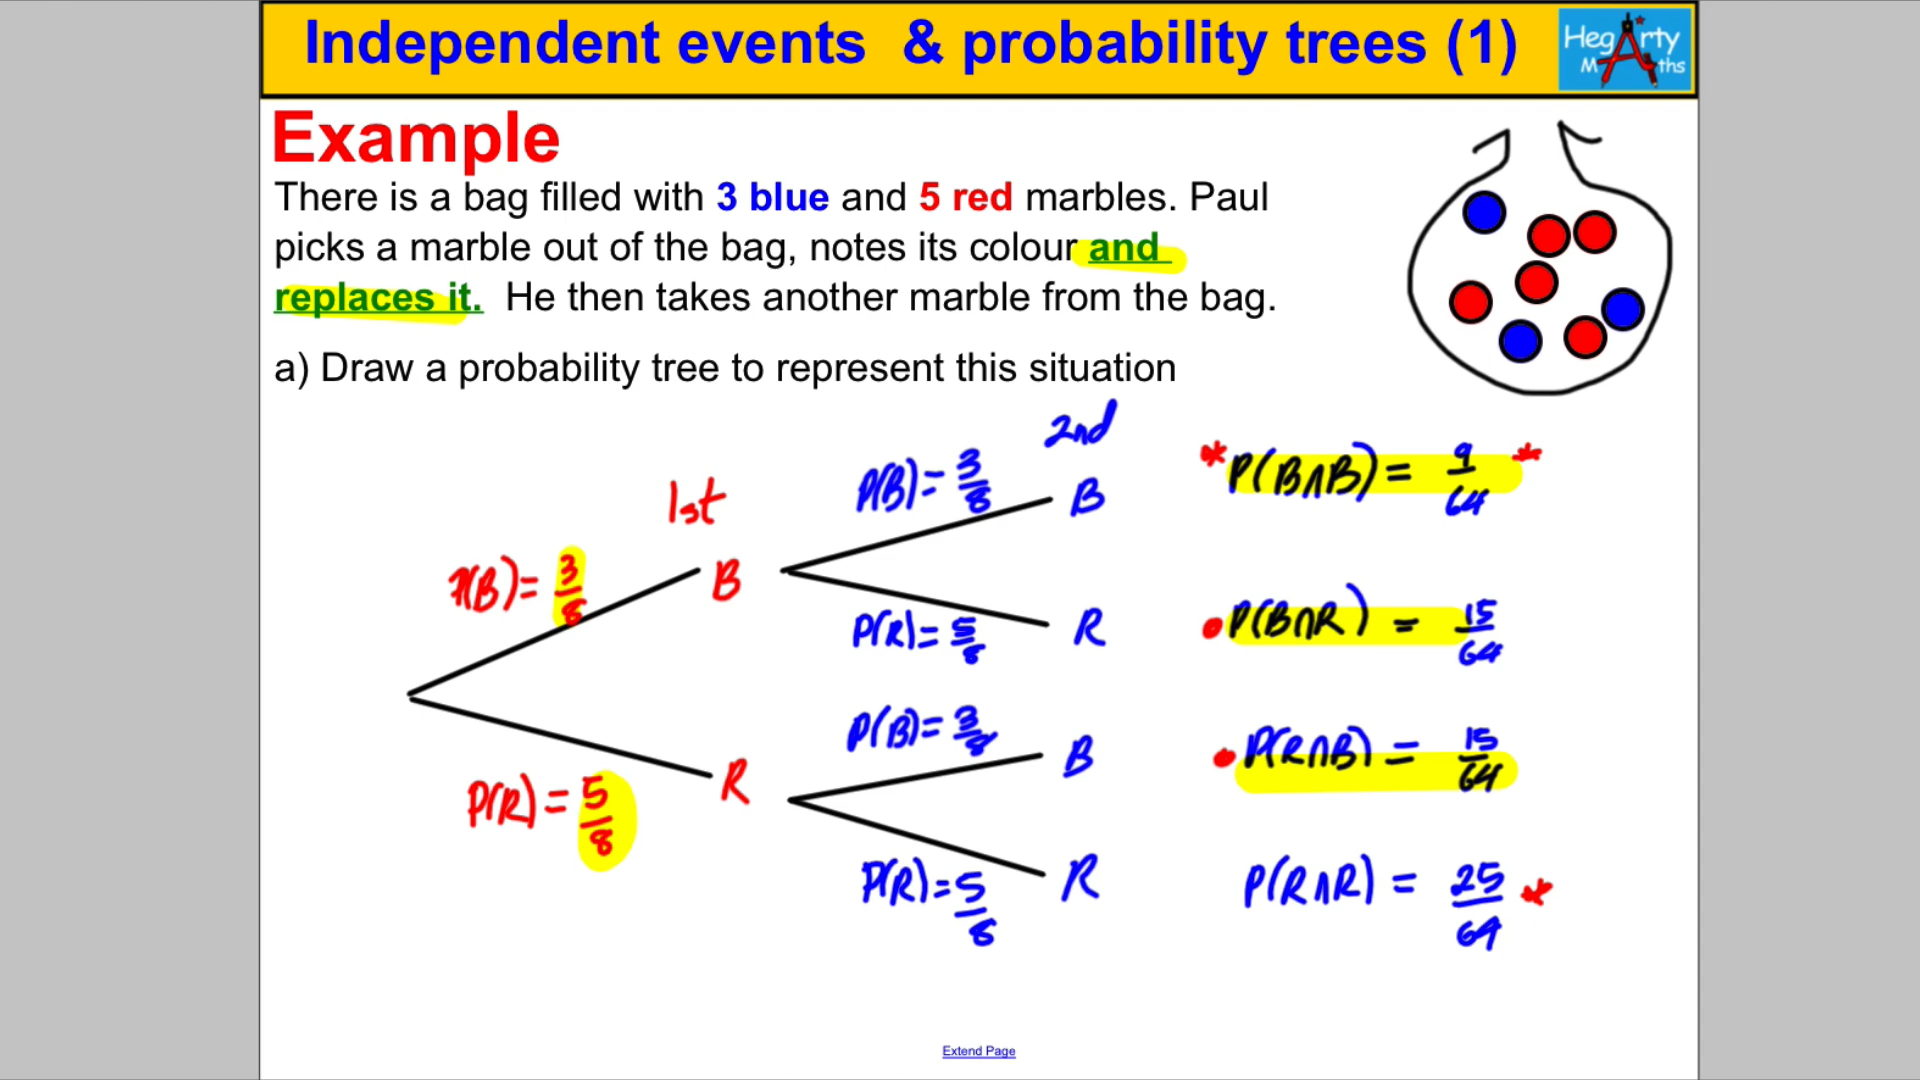 Independent events & probability trees (1)
HegArty
Mths
Example
There is a bag filled with 3 blue and 5 red marbles. Paul
picks a marble out of the bag, notes its colour and
replaces it. He then takes another marble from the bag.
a) Draw a probability tree to represent this situation
1st
2nd
P(B) = 3/8
B
P(R) = 5/8
R
P(B) = 3/8
B
P(R) = 5/8
R
P(B) = 3/8
B
P(R) = 5/8
R
* P(B∩B) = 9/64 *
• P(B∩R) = 15/64
• P(R∩B) = 15/64
P(R∩R) = 25/64 *
Extend Page